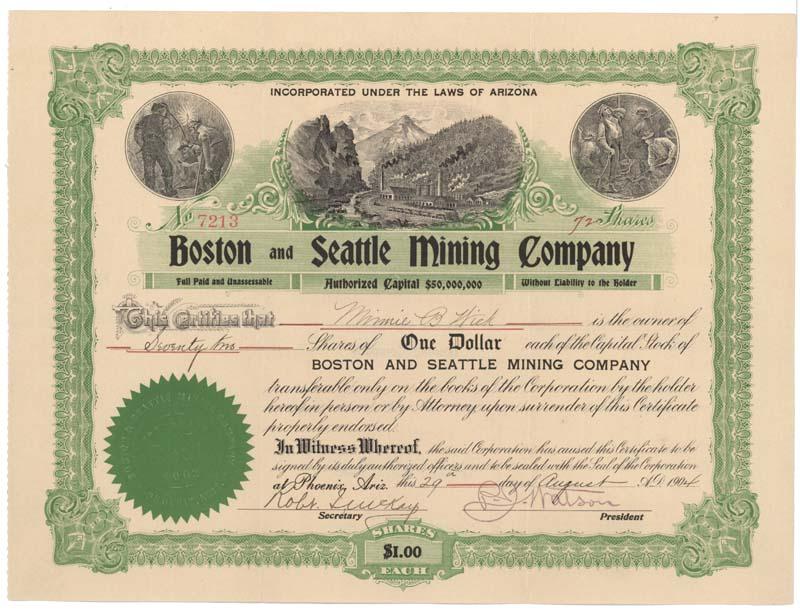 INCORPORATED UNDER THE LAWS OF ARIZONA
No 7213
72 Shares
Boston and Seattle Mining Company
Full Paid and Unassessable
Authorized Capital $50,000,000
Without Liability to the Holder
This Certifies that Minnie B Wick is the owner of
Seventy two Shares of One Dollar each of the Capital Stock of
BOSTON AND SEATTLE MINING COMPANY
transferable only on the books of the Corporation by the holder
hereof in person or by Attorney upon surrender of this Certificate
properly endorsed.
In Witness Whereof, the said Corporation has caused this Certificate to be
signed by its duly authorized officers and to be sealed with the Seal of the Corporation
at Phoenix, Ariz. this 29 day of August A.D. 1904
Robt
Watson
Secretary
President
SHARES
$1.00
EACH